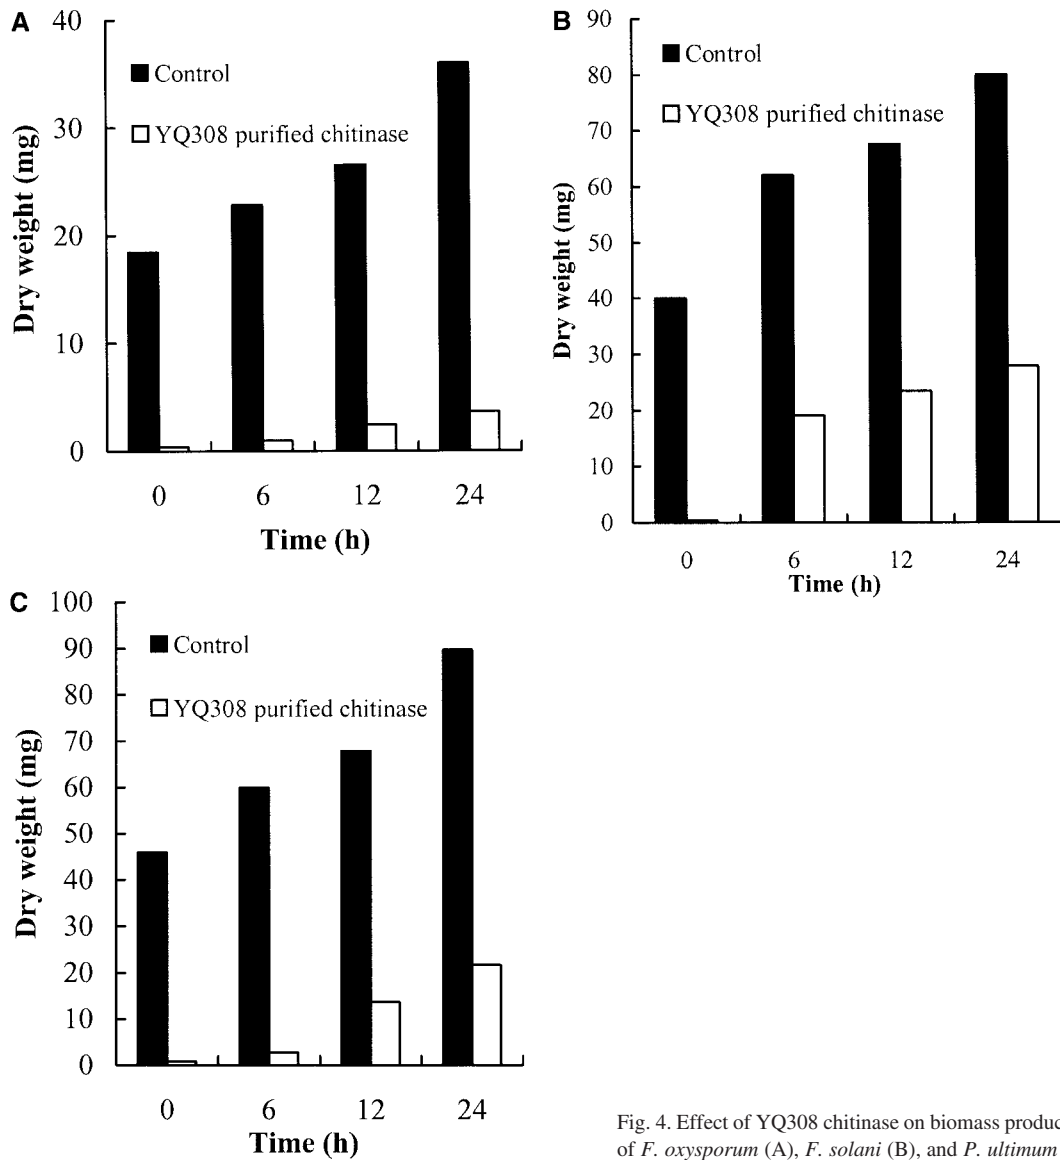 A
40
30
20
10
0
Dry weight (mg)
Control
YQ308 purified chitinase
0 6 12 24
Time (h)
B
90
80
70
60
50
40
30
20
10
0
Dry weight (mg)
Control
YQ308 purified chitinase
0 6 12 24
Time (h)
C
100
90
80
70
60
50
40
30
20
10
0
Dry weight (mg)
Control
YQ308 purified chitinase
0 6 12 24
Time (h)
Fig. 4. Effect of YQ308 chitinase on biomass
of F. oxysporum (A), F. solani (B), and P. ultimum